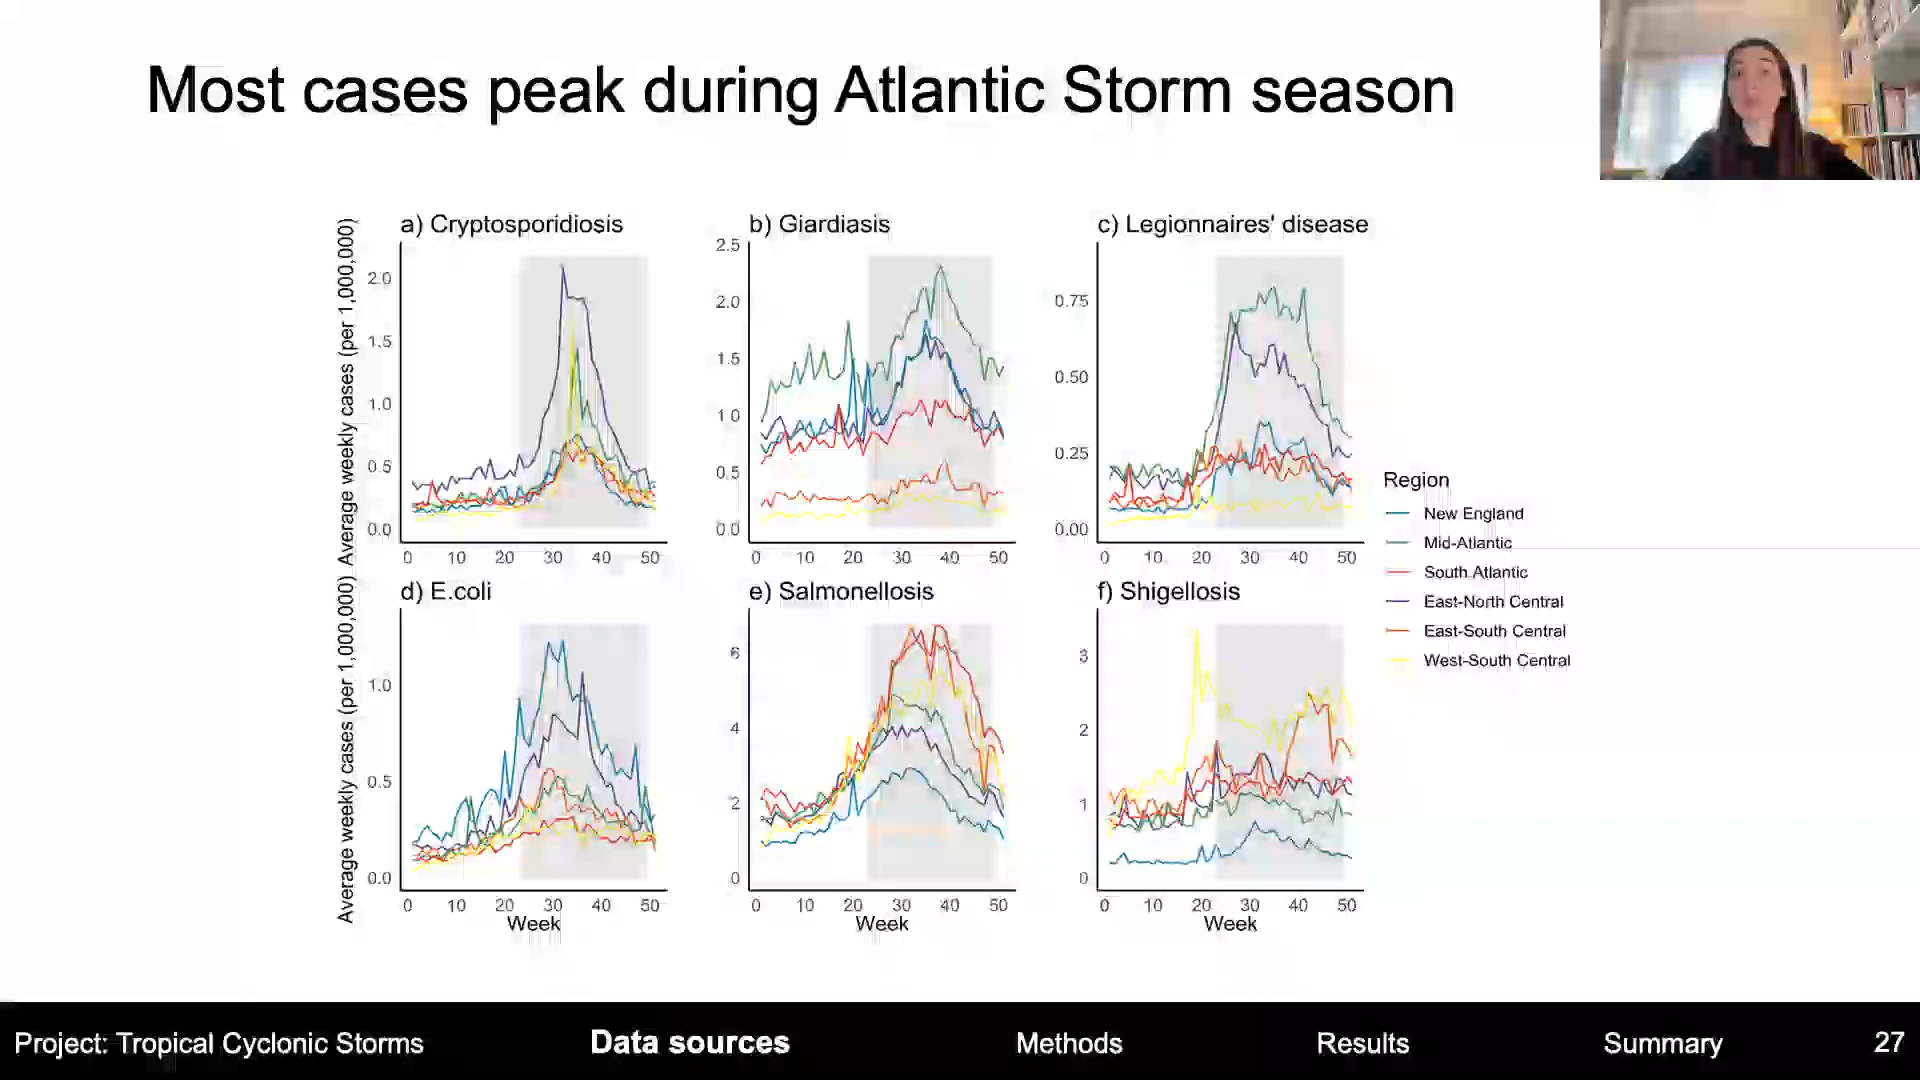 Most cases peak during Atlantic Storm season
a) Cryptosporidiosis
b) Giardiasis
c) Legionnaires' disease
Average weekly cases (per 1,000,000)
2.0
1.5
1.0
0.5
0.0
0 10 20 30 40 50
2.5
2.0
1.5
1.0
0.5
0.0
0 10 20 30 40 50
0.75
0.50
0.25
0.00
0 10 20 30 40 50
Region
New England
Mid-Atlantic
South Atlantic
East-North Central
East-South Central
West-South Central
d) E.coli
e) Salmonellosis
f) Shigellosis
Average weekly cases (per 1,000,000)
1.0
0.5
0.0
0 10 20 30 40 50
Week
6
4
2
0
0 10 20 30 40 50
Week
3
2
1
0
0 10 20 30 40 50
Week
Project: Tropical Cyclonic Storms Data sources Methods Results Summary 27